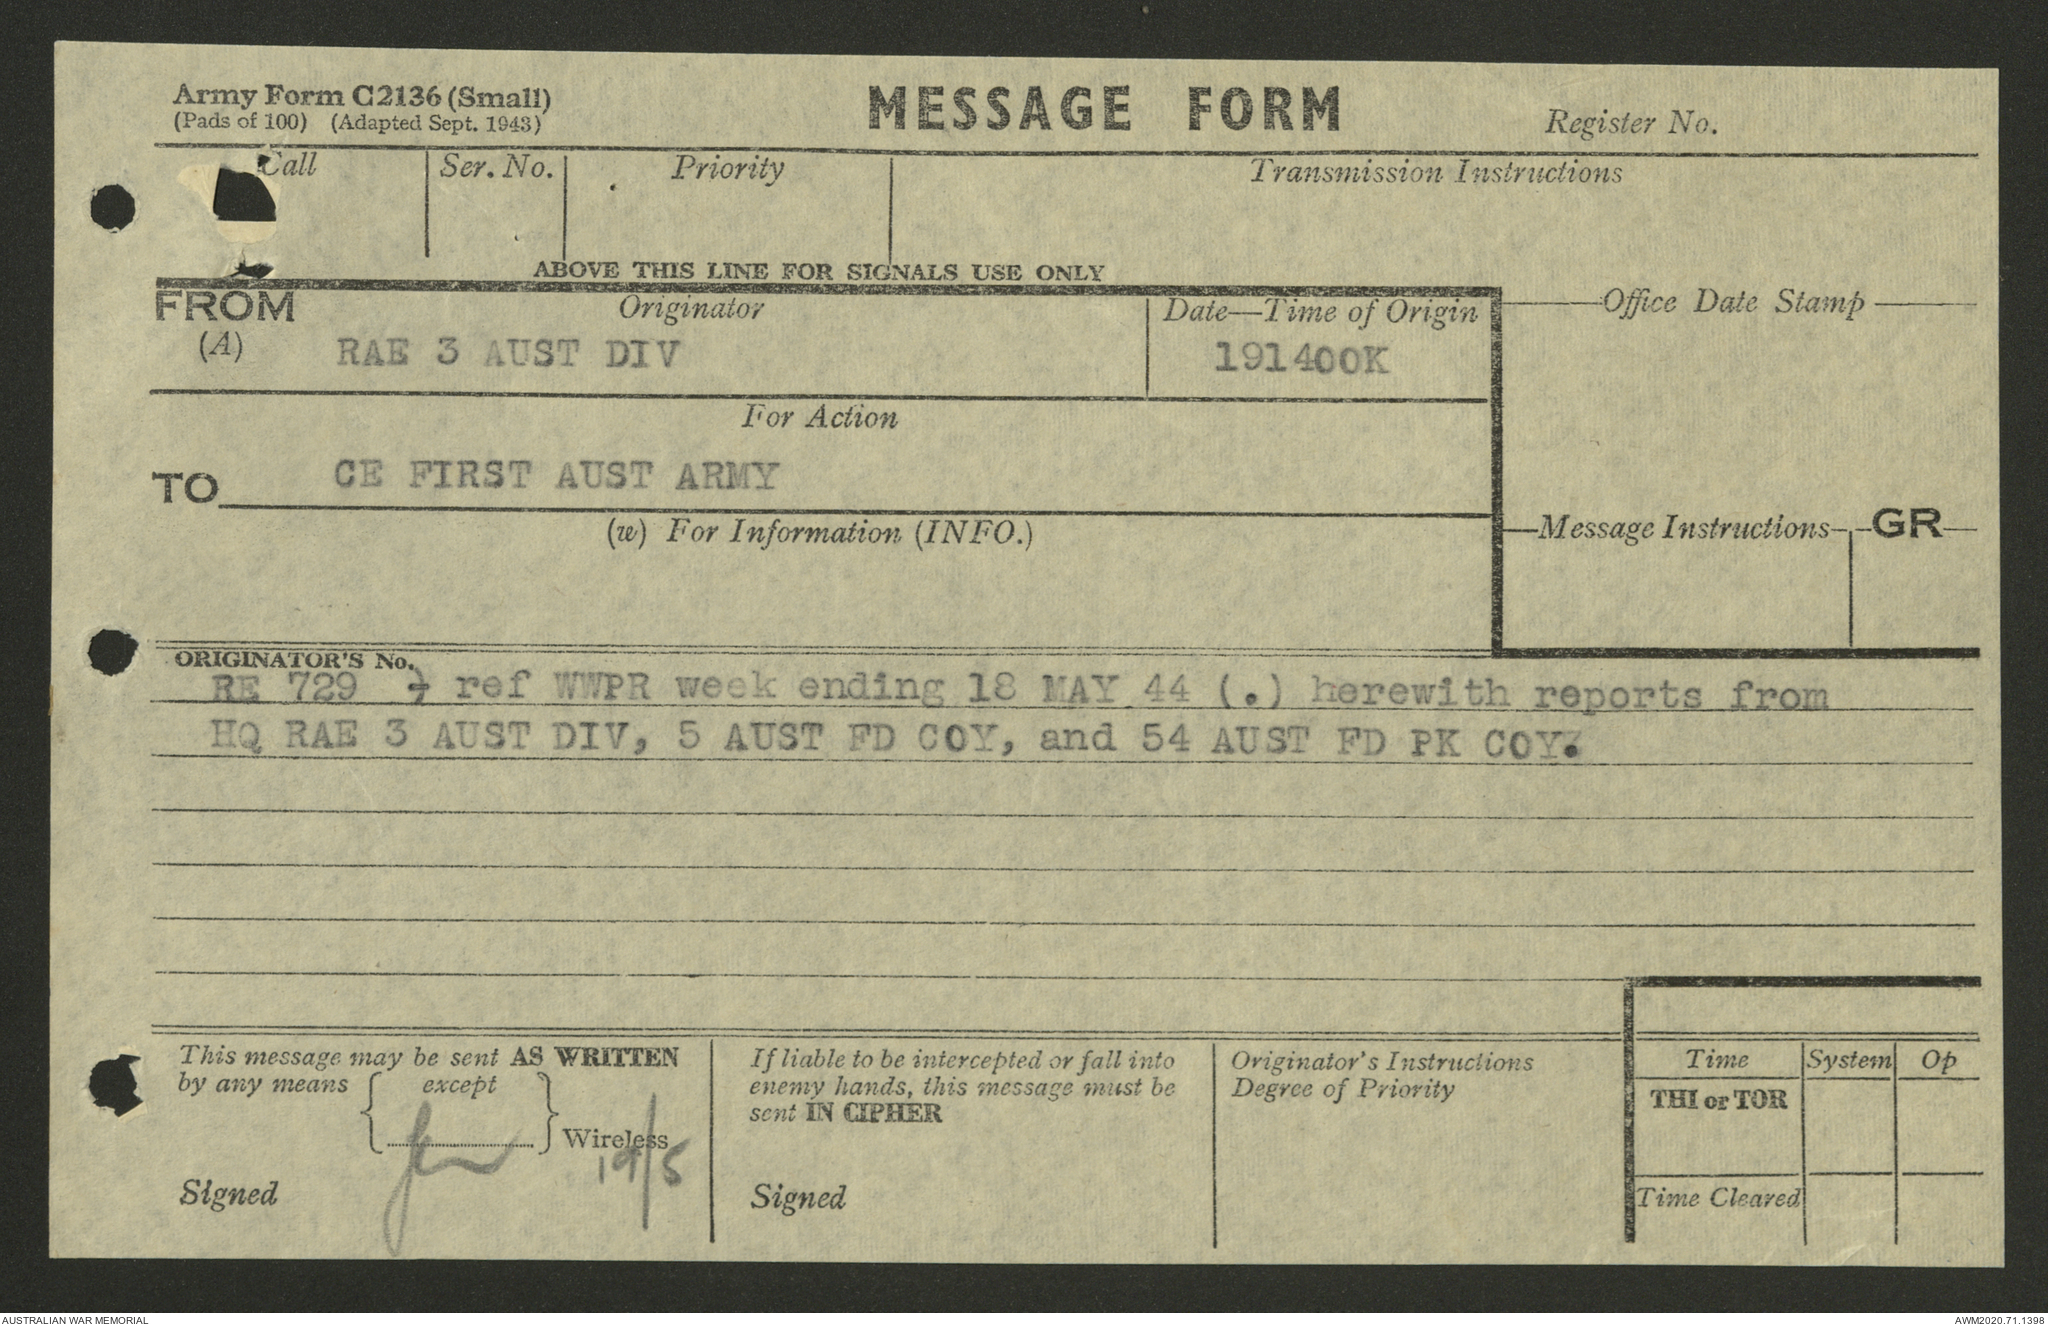 Army Form C2136 (Small)
(Pads of 100) (Adapted Sept. 1943)
MESSAGE FORM
Register No.
Call
Ser. No.
Priority
Transmission Instructions
ABOVE THIS LINE FOR SIGNALS USE ONLY
FROM
(A)
Originator
RAE 3 AUST DIV
Date—Time of Origin
191400K
Office Date Stamp
For Action
TO
CE FIRST AUST ARMY
(w) For Information (INFO.)
Message Instructions
GR
ORIGINATOR'S No.
RE 729 ref WWPR week ending 18 MAY 44 (.) herewith reports from
HQ RAE 3 AUST DIV, 5 AUST FD COY, and 54 AUST FD PK COY.
This message may be sent AS WRITTEN
by any means { except } Wireless
19/5
Signed
If liable to be intercepted or fall into
enemy hands, this message must be
sent IN CIPHER
Signed
Originator's Instructions
Degree of Priority
Time
System
Op
THI or TOR
Time Cleared
AUSTRALIAN WAR MEMORIAL
AWM2020.71.1398